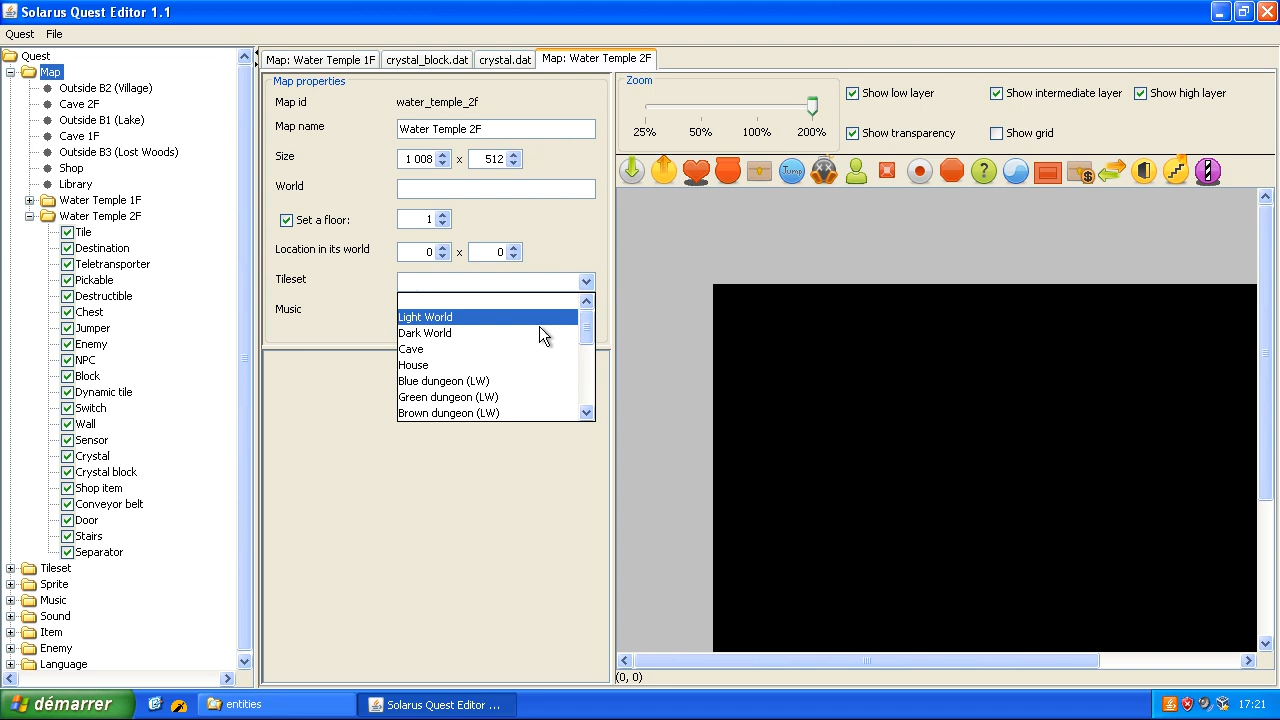 Solarus Quest Editor 1.1
Quest File
Quest
Map
Outside B2 (Village)
Cave 2F
Outside B1 (Lake)
Cave 1F
Outside B3 (Lost Woods)
Shop
Library
Water Temple 1F
Water Temple 2F
Tile
Destination
Teletransporter
Pickable
Destructible
Chest
Jumper
Enemy
NPC
Block
Dynamic tile
Switch
Wall
Sensor
Crystal
Crystal block
Shop item
Conveyor belt
Door
Stairs
Separator
Tileset
Sprite
Music
Sound
Item
Enemy
Language
Map: Water Temple 1F crystal_block.dat crystal.dat Map: Water Temple 2F
Map properties
Map id water_temple_2f
Map name Water Temple 2F
Size 1 008 x 512
World
Set a floor: 1
Location in its world 0 x 0
Tileset
Music
Light World
Dark World
Cave
House
Blue dungeon (LW)
Green dungeon (LW)
Brown dungeon (LW)
Zoom
25% 50% 100% 200%
Show low layer Show intermediate layer Show high layer
Show transparency Show grid
Jump
?
$
(0, 0)
démarrer entities Solarus Quest Editor ... 17:21